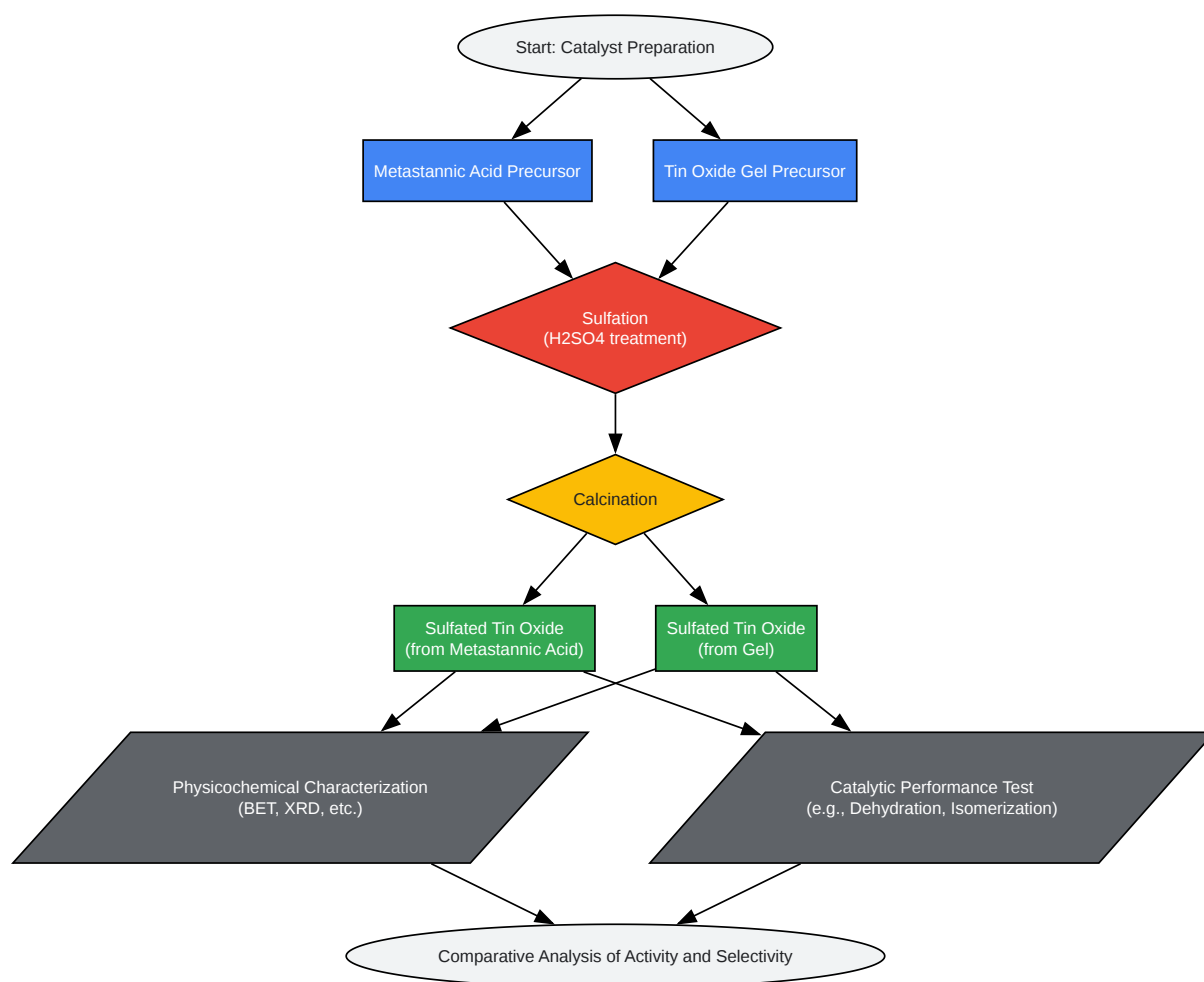 Start: Catalyst Preparation
Metastannic Acid Precursor
Tin Oxide Gel Precursor
Sulfation
(H2SO4 treatment)
Calcination
Sulfated Tin Oxide
(from Metastannic Acid)
Sulfated Tin Oxide
(from Gel)
Physicochemical Characterization
(BET, XRD, etc.)
Catalytic Performance Test
(e.g., Dehydration, Isomerization)
Comparative Analysis of Activity and Selectivity